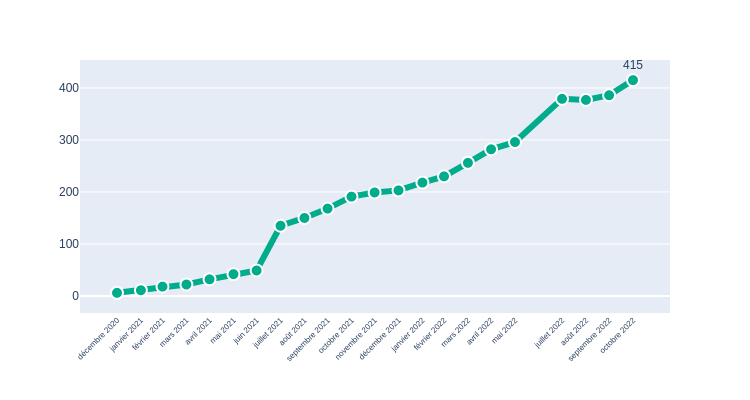 415
400
300
200
100
0
décembre 2020
janvier 2021
février 2021
mars 2021
avril 2021
mai 2021
juin 2021
juillet 2021
août 2021
septembre 2021
octobre 2021
novembre 2021
décembre 2021
janvier 2022
février 2022
mars 2022
avril 2022
mai 2022
juillet 2022
août 2022
septembre 2022
octobre 2022